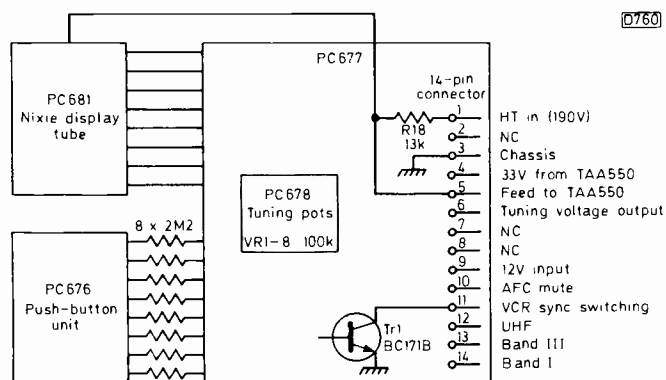 D760
PC677
14-pin
connector
PC681
Nixie display
tube
R18
13k
PC678
Tuning pots
VR1-8 100k
8 x 2M2
PC676
Push-button
unit
Tr1
BC171B
1 HT in (190V)
2 NC
3 Chassis
4 33V from TAA550
5 Feed to TAA550
6 Tuning voltage output
7 NC
8 NC
9 12V input
10 AFC mute
11 VCR sync switching
12 UHF
13 Band III
14 Band I